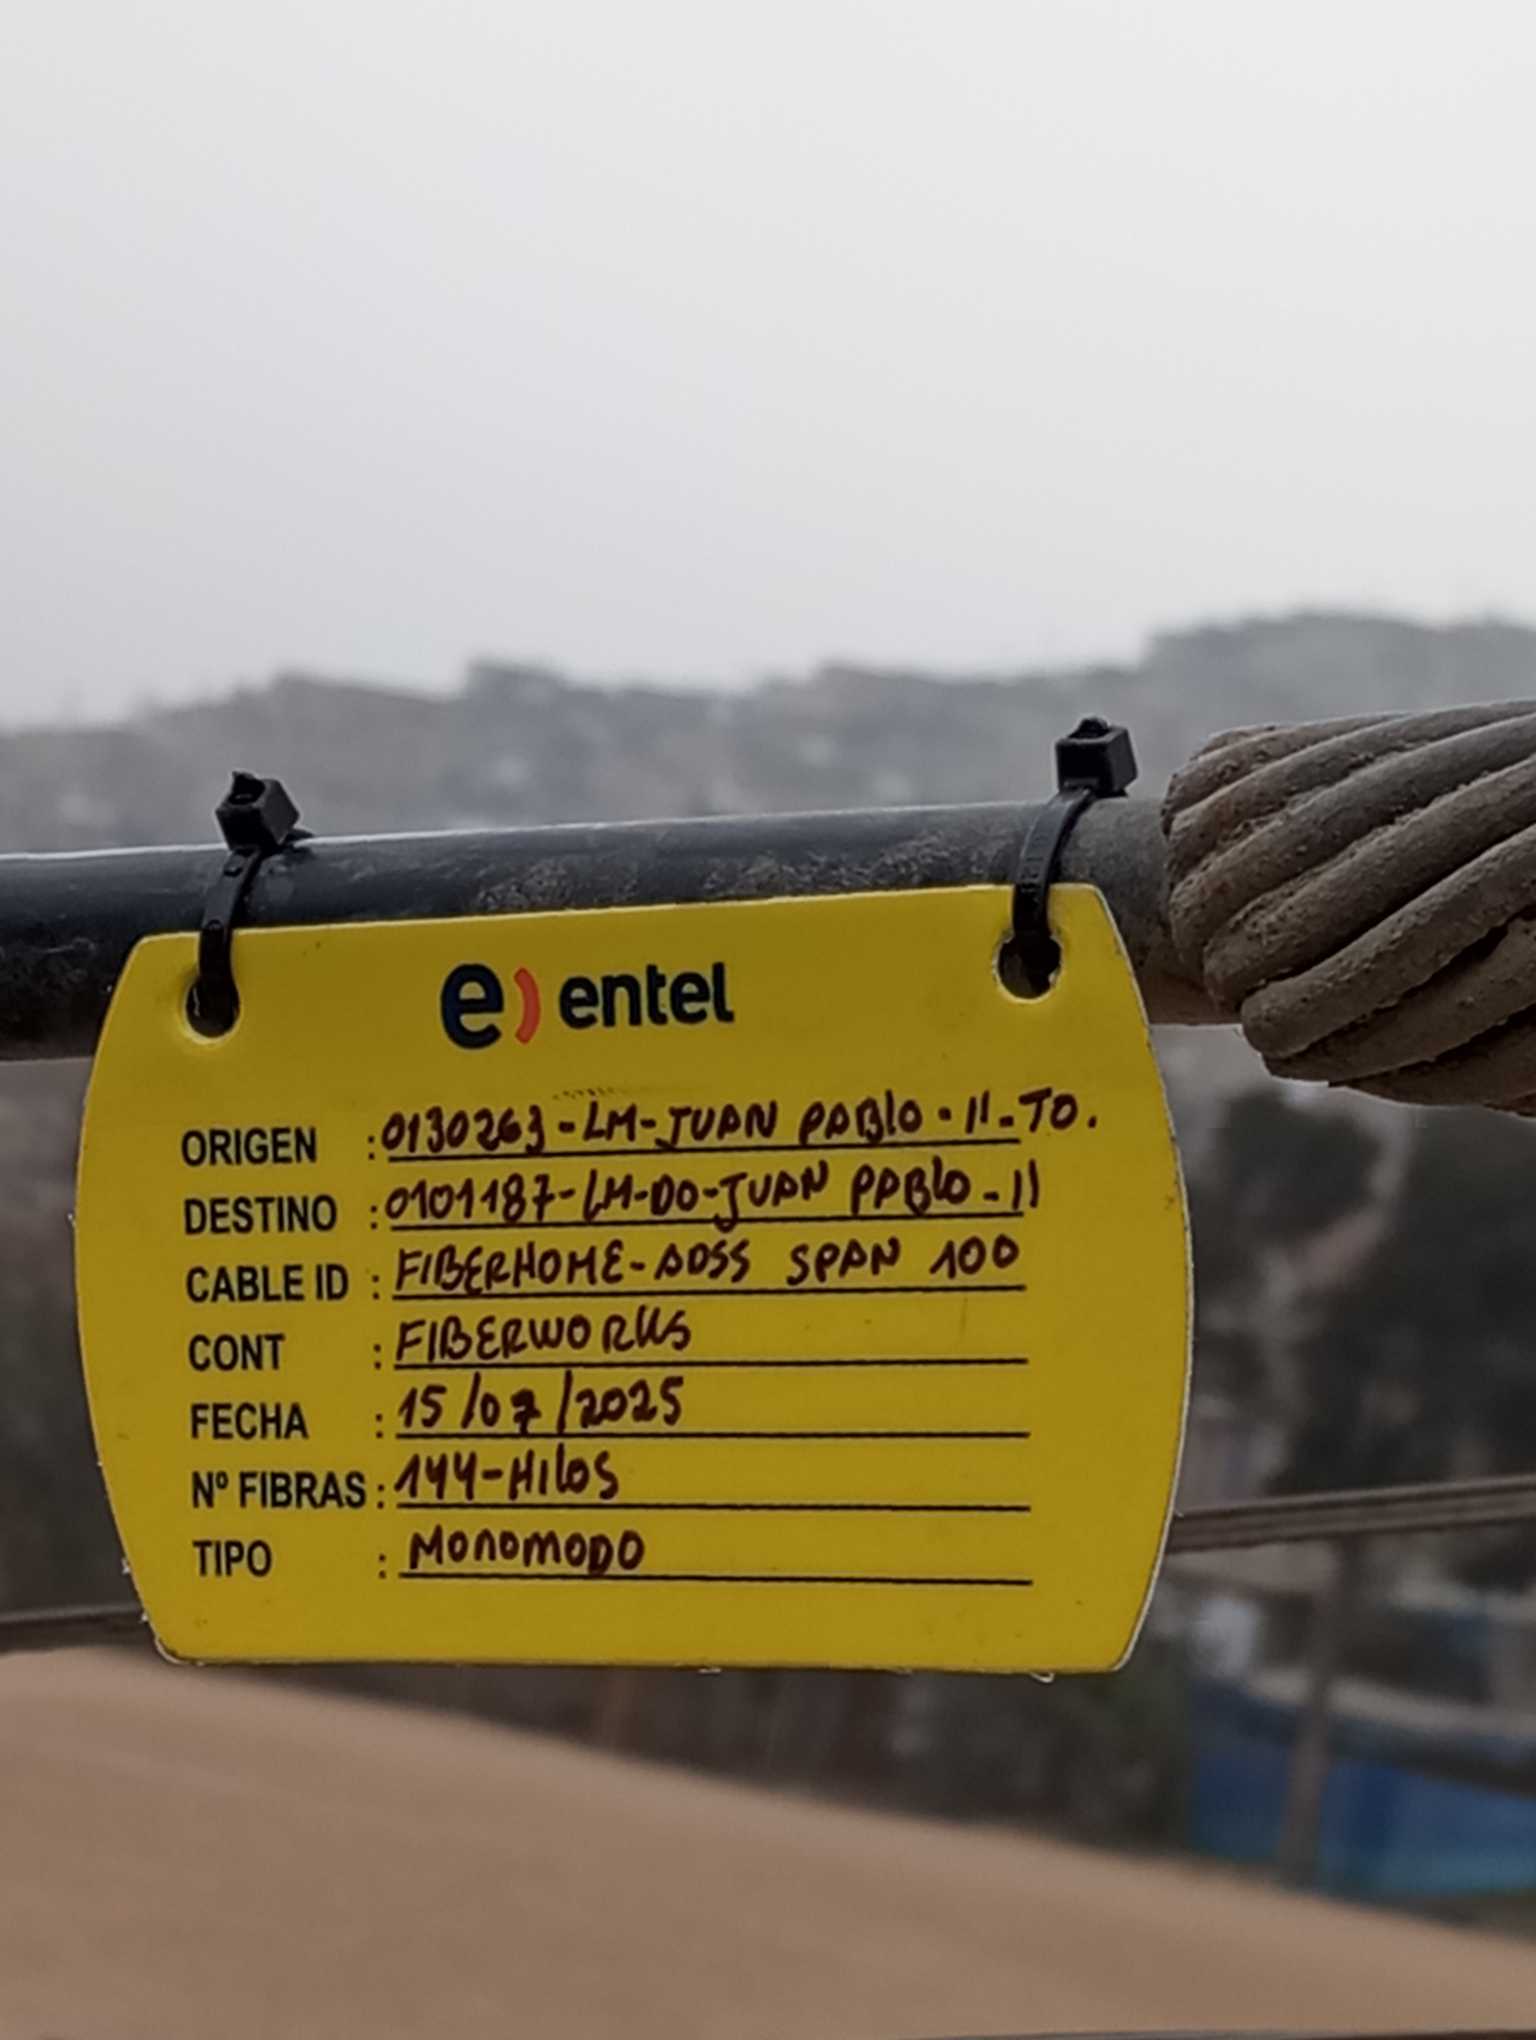 e) entel
ORIGEN : 0130263-LM-JUAN PABlO-II-TO.
DESTINO : 0101187-LM-DO-JUAN PABlO-II
CABLE ID : FIBERHOME-ADSS SPAN 100
CONT : FIBERWORKS
FECHA : 15/07/2025
Nº FIBRAS : 144-HIlOS
TIPO : MONOMODO